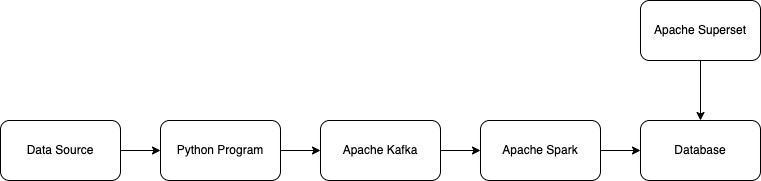 Apache Superset
Data Source
Python Program
Apache Kafka
Apache Spark
Database